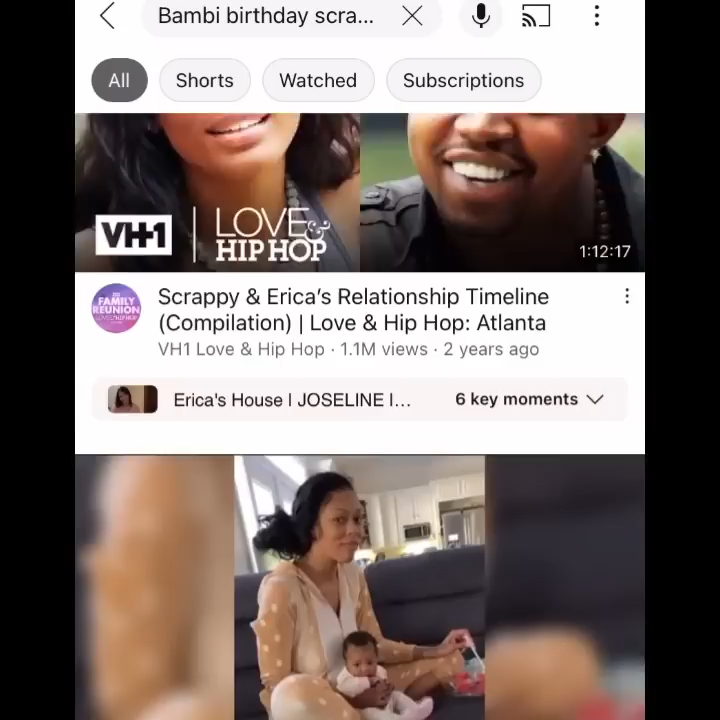 Bambi birthday scra...
All Shorts Watched Subscriptions
VH1 LOVE &
HIP HOP
1:12:17
FAMILY
REUNION
Scrappy & Erica's Relationship Timeline
(Compilation) | Love & Hip Hop: Atlanta
VH1 Love & Hip Hop · 1.1M views · 2 years ago
Erica's House I JOSELINE I... 6 key moments